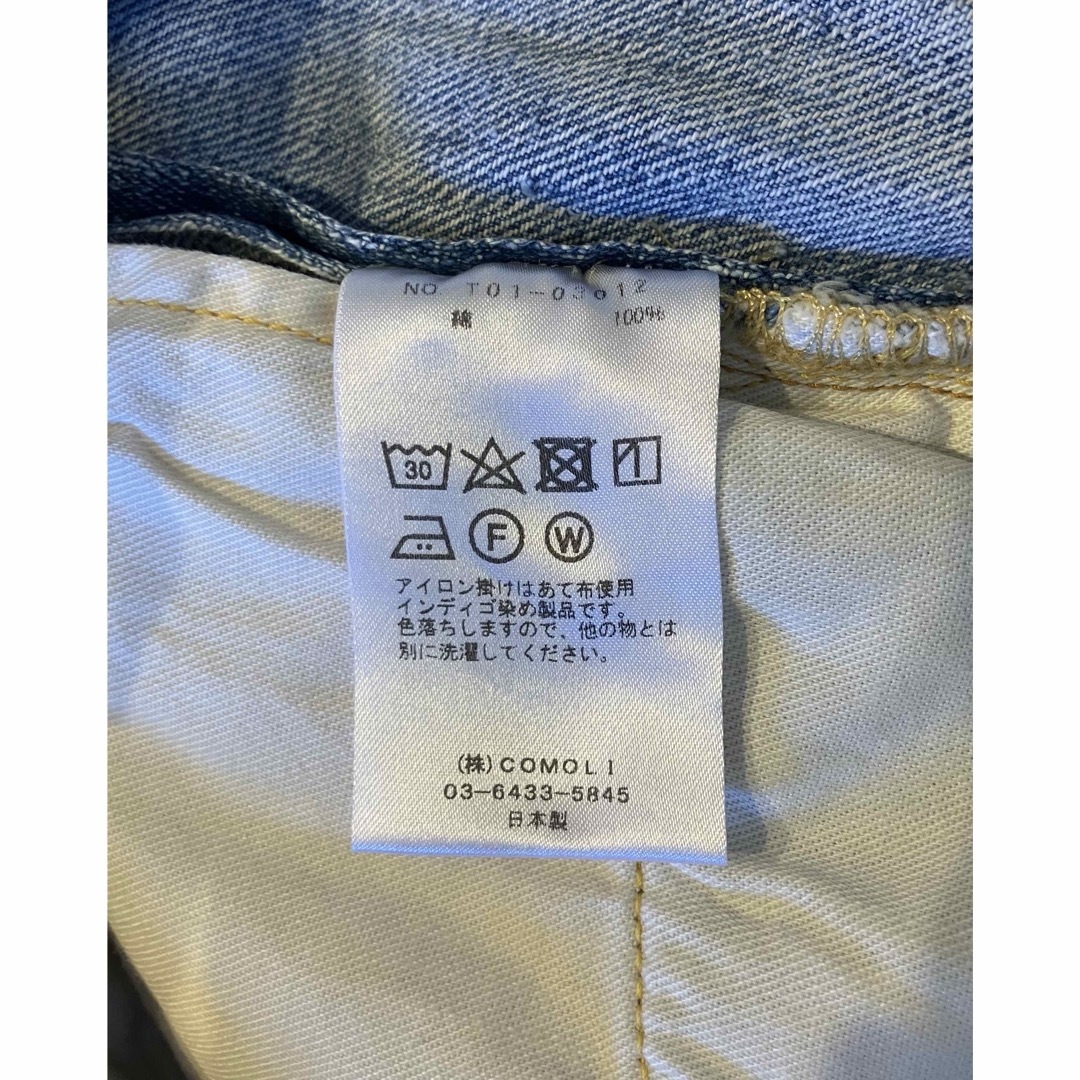 NO. T01-03612
綿 100%
30
F W
アイロン掛けはあて布使用
インディゴ染め製品です。
色落ちしますので、他の物とは
別に洗濯してください。
(株)COMOLI
03-6433-5845
日本製